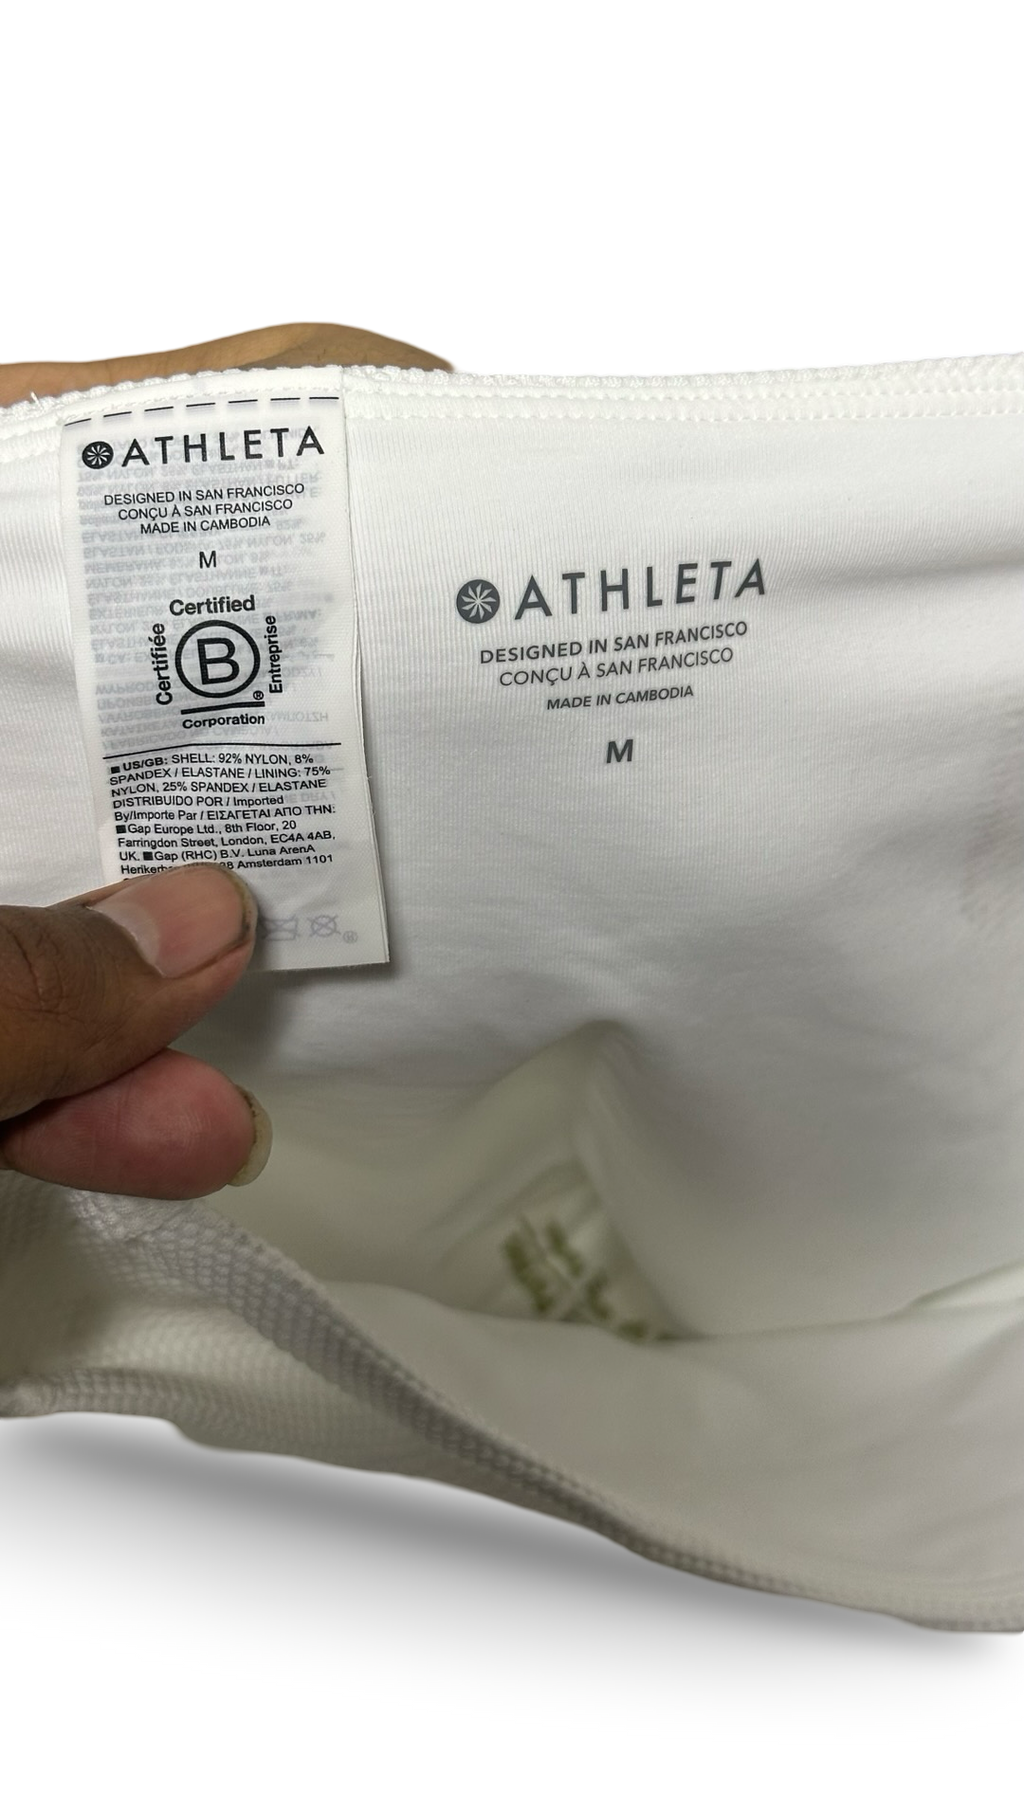 ATHLETA
DESIGNED IN SAN FRANCISCO
CONÇU À SAN FRANCISCO
MADE IN CAMBODIA
M
Certified
Certifiée
B
Entreprise
®
Corporation
US/GB: SHELL: 92% NYLON, 8%
SPANDEX / ELASTANE / LINING: 75%
NYLON, 25% SPANDEX / ELASTANE
DISTRIBUIDO POR / Imported
By/Importe Par / ΕΙΣΑΓΕΤΑΙ ΑΠΟ ΤΗΝ:
Gap Europe Ltd., 8th Floor, 20
Farringdon Street, London, EC4A 4AB,
UK. Gap (RHC) B.V. Luna ArenA
Amsterdam 1101
ATHLETA
DESIGNED IN SAN FRANCISCO
CONÇU À SAN FRANCISCO
MADE IN CAMBODIA
M